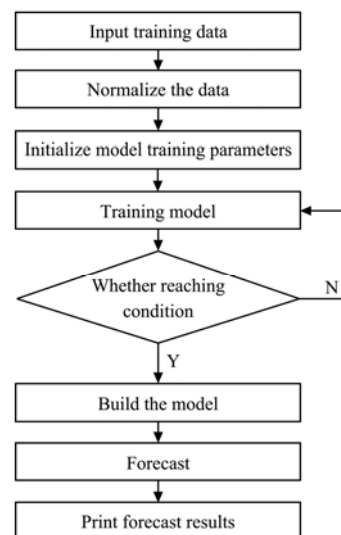 Input training data
Normalize the data
Initialize model training parameters
Training model
Whether reaching
condition
N
Y
Build the model
Forecast
Print forecast results